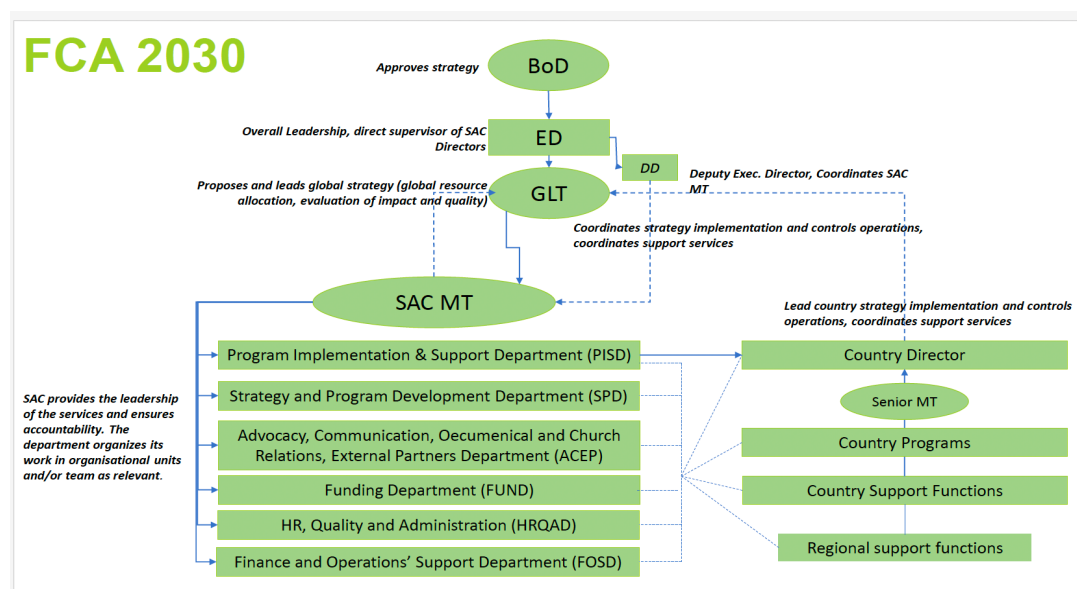 FCA 2030
Approves strategy
BoD
Overall Leadership, direct supervisor of SAC
Directors
ED
DD
Deputy Exec. Director, Coordinates SAC
MT
Proposes and leads global strategy (global resource
allocation, evaluation of impact and quality)
GLT
Coordinates strategy implementation and controls operations,
coordinates support services
SAC MT
Lead country strategy implementation and controls
operations, coordinates support services
Program Implementation & Support Department (PISD)
Country Director
SAC provides the leadership
of the services and ensures
accountability. The
department organizes its
work in organisational units
and/or team as relevant.
Strategy and Program Development Department (SPD)
Senior MT
Advocacy, Communication, Oecumenical and Church
Relations, External Partners Department (ACEP)
Country Programs
Funding Department (FUND)
Country Support Functions
HR, Quality and Administration (HRQAD)
Regional support functions
Finance and Operations’ Support Department (FOSD)